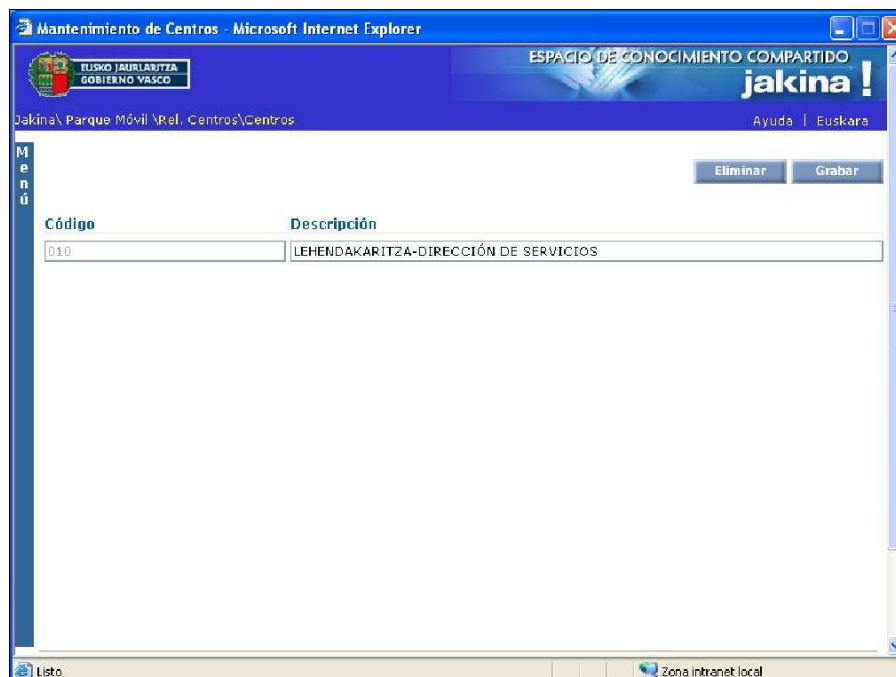 Mantenimiento de Centros - Microsoft Internet Explorer
EUSKO JAURLARITZA
GOBIERNO VASCO
ESPACIO DE CONOCIMIENTO COMPARTIDO
jakina !
Jakina\ Parque Móvil \Rel. Centros\Centros
Ayuda | Euskara
Menú
Eliminar Grabar
Código Descripción
010 LEHENDAKARITZA-DIRECCIÓN DE SERVICIOS
Listo Zona intranet local